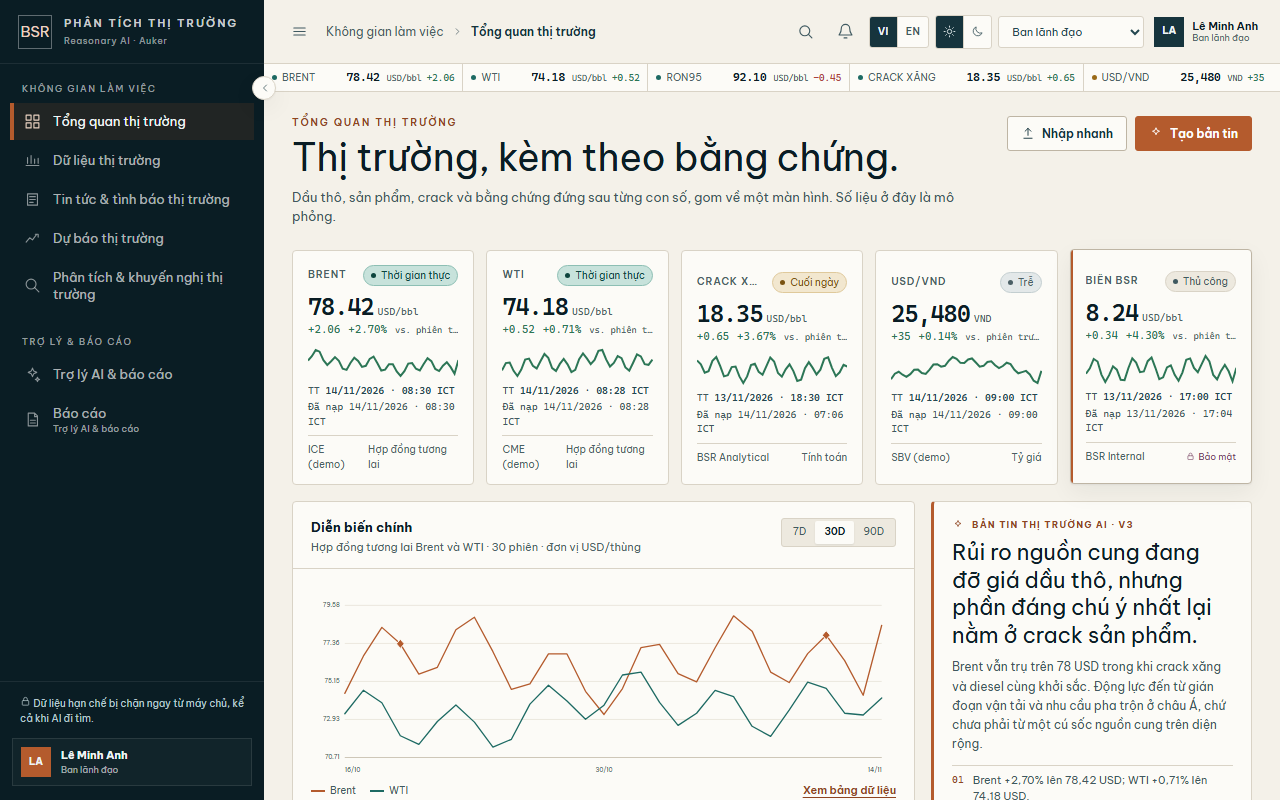 BSR
PHÂN TÍCH THỊ TRƯỜNG
Reasonary AI · Auker
KHÔNG GIAN LÀM VIỆC
Tổng quan thị trường
Dữ liệu thị trường
Tin tức & tình báo thị trường
Dự báo thị trường
Phân tích & khuyến nghị thị
trường
TRỢ LÝ & BÁO CÁO
Trợ lý AI & báo cáo
Báo cáo
Trợ lý AI & báo cáo
Dữ liệu hạn chế bị chặn ngay từ máy chủ, kể
cả khi AI đi tìm.
LA
Lê Minh Anh
Ban lãnh đạo
Không gian làm việc
Tổng quan thị trường
VI EN
Ban lãnh đạo
LA
Lê Minh Anh
Ban lãnh đạo
BRENT 78.42 USD/bbl +2.06
WTI 74.18 USD/bbl +0.52
RON95 92.10 USD/bbl −0.45
CRACK XĂNG 18.35 USD/bbl +0.65
USD/VND 25,480 VND +35
TỔNG QUAN THỊ TRƯỜNG
Thị trường, kèm theo bằng chứng.
Dầu thô, sản phẩm, crack và bằng chứng đứng sau từng con số, gom về một màn hình. Số liệu ở đây là mô
phỏng.
Nhập nhanh
Tạo bản tin
BRENT Thời gian thực
78.42 USD/bbl
+2.06 +2.70% vs. phiên t…
TT 14/11/2026 · 08:30 ICT
Đã nạp 14/11/2026 · 08:30
ICT
ICE
(demo)
Hợp đồng tương
lai
WTI Thời gian thực
74.18 USD/bbl
+0.52 +0.71% vs. phiên t…
TT 14/11/2026 · 08:28 ICT
Đã nạp 14/11/2026 · 08:28
ICT
CME
(demo)
Hợp đồng tương
lai
CRACK X… Cuối ngày
18.35 USD/bbl
+0.65 +3.67% vs. phiên t…
TT 13/11/2026 · 18:30 ICT
Đã nạp 14/11/2026 · 07:06
ICT
BSR Analytical Tính toán
USD/VND Trễ
25,480 VND
+35 +0.14% vs. phiên trư…
TT 14/11/2026 · 09:00 ICT
Đã nạp 14/11/2026 · 09:00
ICT
SBV (demo) Tỷ giá
BIÊN BSR Thủ công
8.24 USD/bbl
+0.34 +4.30% vs. phiên t…
TT 13/11/2026 · 17:00 ICT
Đã nạp 13/11/2026 · 17:04
ICT
BSR Internal Bảo mật
Diễn biến chính
Hợp đồng tương lai Brent và WTI · 30 phiên · đơn vị USD/thùng
7D 30D 90D
79.58
77.36
75.15
72.93
70.71
16/10 30/10 14/11
Brent WTI
Xem bảng dữ liệu
BẢN TIN THỊ TRƯỜNG AI · V3
Rủi ro nguồn cung đang
đỡ giá dầu thô, nhưng
phần đáng chú ý nhất lại
nằm ở crack sản phẩm.
Brent vẫn trụ trên 78 USD trong khi crack xăng
và diesel cùng khởi sắc. Động lực đến từ gián
đoạn vận tải và nhu cầu pha trộn ở châu Á, chứ
chưa phải từ một cú sốc nguồn cung trên diện
rộng.
01 Brent +2,70% lên 78,42 USD; WTI +0,71% lên
74,18 USD.